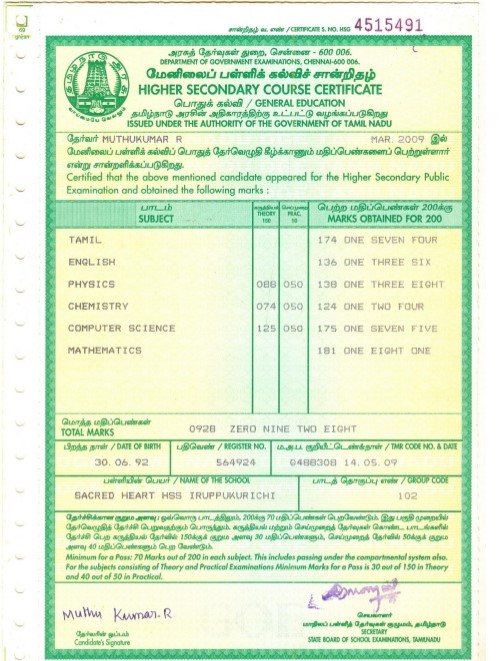 சான்றிதழ் வ. எண் / CERTIFICATE S. NO. HSG 4515491
அரசுத் தேர்வுகள் துறை, சென்னை - 600 006.
DEPARTMENT OF GOVERNMENT EXAMINATIONS, CHENNAI-600 006.
மேனிலைப் பள்ளிக் கல்விச் சான்றிதழ்
HIGHER SECONDARY COURSE CERTIFICATE
பொதுக் கல்வி / GENERAL EDUCATION
தமிழ்நாடு அரசின் அதிகாரத்திற்கு உட்பட்டு வழங்கப்படுகிறது
ISSUED UNDER THE AUTHORITY OF THE GOVERNMENT OF TAMIL NADU
தேர்வர் MUTHUKUMAR R MAR. 2009 இல்
மேனிலைப் பள்ளிக் கல்விப் பொதுத் தேர்வெழுதி கீழ்க்காணும் மதிப்பெண்களைப் பெற்றுள்ளார்
என்று சான்றளிக்கப்படுகிறது.
Certified that the above mentioned candidate appeared for the Higher Secondary Public
Examination and obtained the following marks :
பாடம் கருத்தியல் செய்முறை பெற்ற மதிப்பெண்கள் 200க்கு
SUBJECT THEORY 150 PRAC. 50 MARKS OBTAINED FOR 200
TAMIL 174 ONE SEVEN FOUR
ENGLISH 136 ONE THREE SIX
PHYSICS 088 050 138 ONE THREE EIGHT
CHEMISTRY 074 050 124 ONE TWO FOUR
COMPUTER SCIENCE 125 050 175 ONE SEVEN FIVE
MATHEMATICS 181 ONE EIGHT ONE
மொத்த மதிப்பெண்கள்
TOTAL MARKS 0928 ZERO NINE TWO EIGHT
பிறந்த நாள் / DATE OF BIRTH பதிவெண் / REGISTER NO. ம.அ.ப. குறியீட்டெண்/நாள் / TMR CODE NO. & DATE
30.06.92 564924 0488308 14.05.09
பள்ளியின் பெயர் / NAME OF THE SCHOOL பாடத் தொகுப்பு எண் / GROUP CODE
SACRED HEART HSS IRUPPUKURICHI 102
தேர்ச்சிக்கான குறும அளவு : ஒவ்வொரு பாடத்திலும், 200க்கு 70 மதிப்பெண்கள் பெறவேண்டும். இது பகுதி முறையில்
தேர்வெழுதித் தேர்ச்சி பெறுவதற்கும் பொருந்தும். கருத்தியல் மற்றும் செய்முறைத் தேர்வுகள் கொண்ட பாடங்களில்
தேர்ச்சி பெற கருத்தியல் தேர்வில் 150க்குக் குறும அளவு 30 மதிப்பெண்களும், செய்முறைத் தேர்வில் 50க்குக் குறும
அளவு 40 மதிப்பெண்களும் பெற வேண்டும்.
Minimum for a Pass: 70 Marks out of 200 in each subject. This includes passing under the compartmental system also.
For the subjects consisting of Theory and Practical Examinations Minimum Marks for a Pass is 30 out of 150 in Theory
and 40 out of 50 in Practical.
Muthu Kumar.R
தேர்வரின் ஒப்பம்
Candidate's Signature
செயலாளர்
மாநிலப் பள்ளித் தேர்வுகள் குழுமம், தமிழ்நாடு
SECRETARY
STATE BOARD OF SCHOOL EXAMINATIONS, TAMILNADU